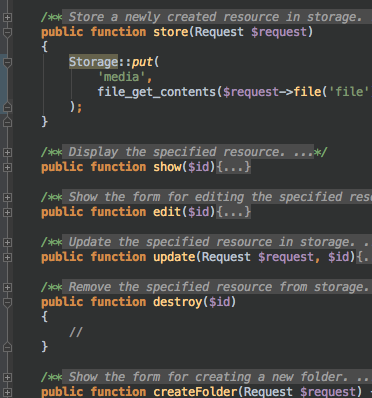 /** Store a newly created resource in storage.
public function store(Request $request)
{
Storage::put(
'media',
file_get_contents($request->file('file'
);
}
/** Display the specified resource. ...*/
public function show($id){...}
/** Show the form for editing the specified reso
public function edit($id){...}
/** Update the specified resource in storage. ..
public function update(Request $request, $id){..
/** Remove the specified resource from storage.
public function destroy($id)
{
//
}
/** Show the form for creating a new folder. ...
public function createFolder(Request $request) {